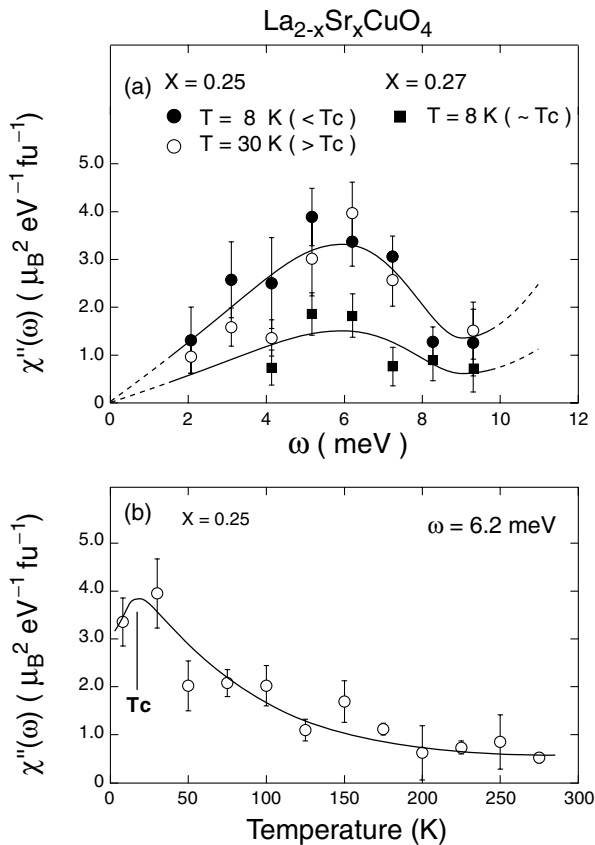 La2-xSrxCuO4
(a) X = 0.25 X = 0.27
T = 8 K ( < Tc ) T = 8 K ( ~ Tc )
T = 30 K ( > Tc )
5.0
4.0
3.0
2.0
1.0
0
χ"(ω) ( μB² eV⁻¹ fu⁻¹)
0 2 4 6 8 10 12
ω ( meV )
(b) X = 0.25 ω = 6.2 meV
5.0
4.0
3.0
2.0
1.0
0
χ"(ω) ( μB² eV⁻¹ fu⁻¹)
Tc
0 50 100 150 200 250 300
Temperature (K)